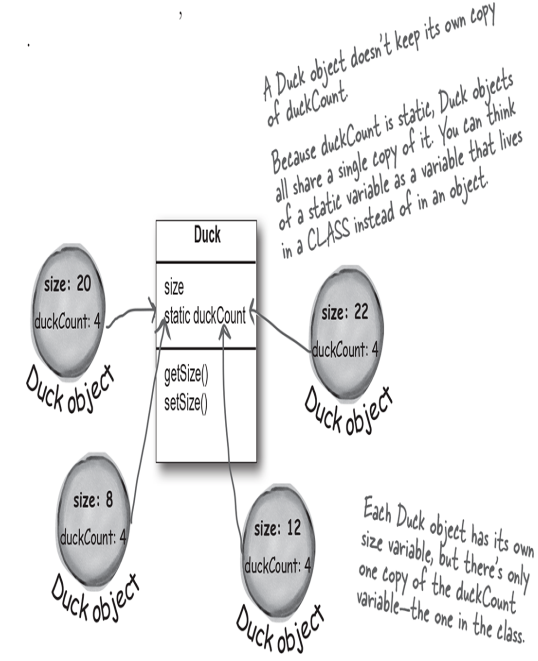 A Duck object doesn't keep its own copy
of duckCount.
Because duckCount is static, Duck objects
all share a single copy of it. You can think
of a static variable as a variable that lives
in a CLASS instead of in an object.
Duck
size
static duckCount
getSize()
setSize()
size: 20
duckCount: 4
Duck object
size: 22
duckCount: 4
Duck object
size: 8
duckCount: 4
Duck object
size: 12
duckCount: 4
Duck object
Each Duck object has its own
size variable, but there's only
one copy of the duckCount
variable—the one in the class.